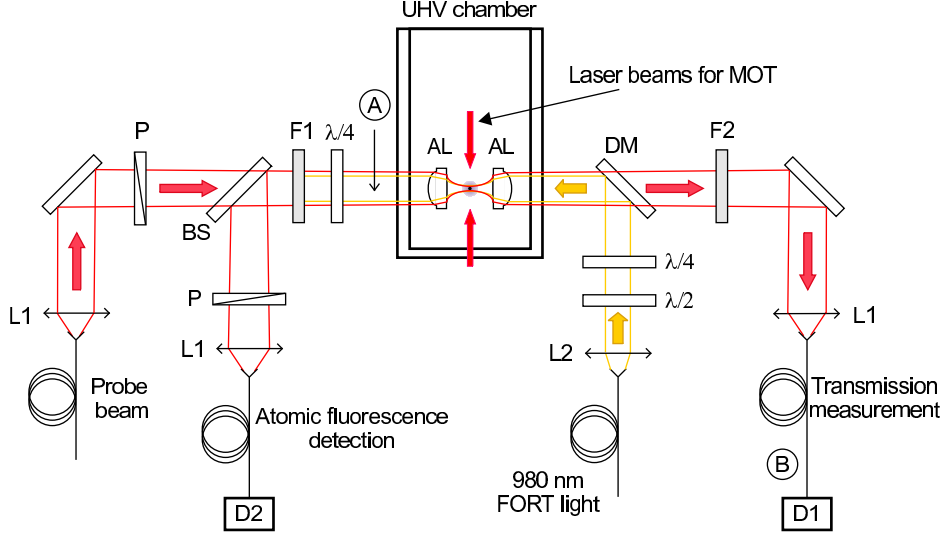 UHV chamber
Laser beams for MOT
A
P
F1
λ/4
AL
AL
DM
F2
BS
P
λ/4
λ/2
L1
L1
L2
L1
Probe
beam
Atomic fluorescence
detection
980 nm
FORT light
Transmission
measurement
B
D2
D1